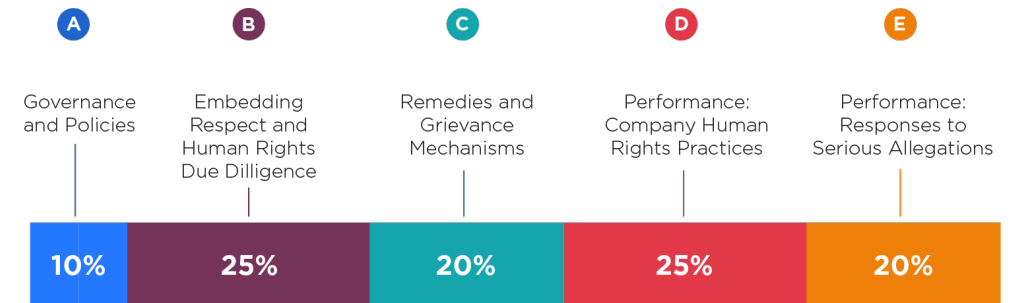 A
B
C
D
E
Governance
and Policies
Embedding
Respect and
Human Rights
Due Dilligence
Remedies and
Grievance
Mechanisms
Performance:
Company Human
Rights Practices
Performance:
Responses to
Serious Allegations
10%
25%
20%
25%
20%